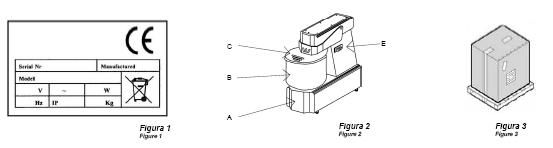 CE
Serial Nr Manufactured
Modell
V ~ W
Hz IP Kg
Figura 1
Figure 1
C
B
A
E
Figura 2
Figure 2
Figura 3
Figure 3